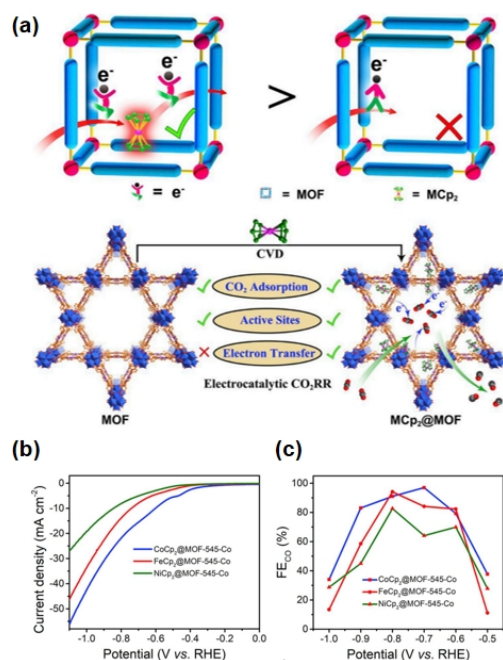 (a)
e-
e-
e-
>
= e-
= MOF
= MCp2
CVD
CO2 Adsorption
Active Sites
Electron Transfer
Electrocatalytic CO2RR
e-
e-
e-
MOF
MCp2@MOF
(b)
(c)
Current density (mA cm-2)
0
-10
-20
-30
-40
-50
CoCp2@MOF-545-Co
FeCp2@MOF-545-Co
NiCp2@MOF-545-Co
-1.0 -0.8 -0.6 -0.4 -0.2 0.0
Potential (V vs. RHE)
FECO (%)
100
80
60
40
20
0
CoCp2@MOF-545-Co
FeCp2@MOF-545-Co
NiCp2@MOF-545-Co
-1.0 -0.9 -0.8 -0.7 -0.6 -0.5
Potential (V vs. RHE)